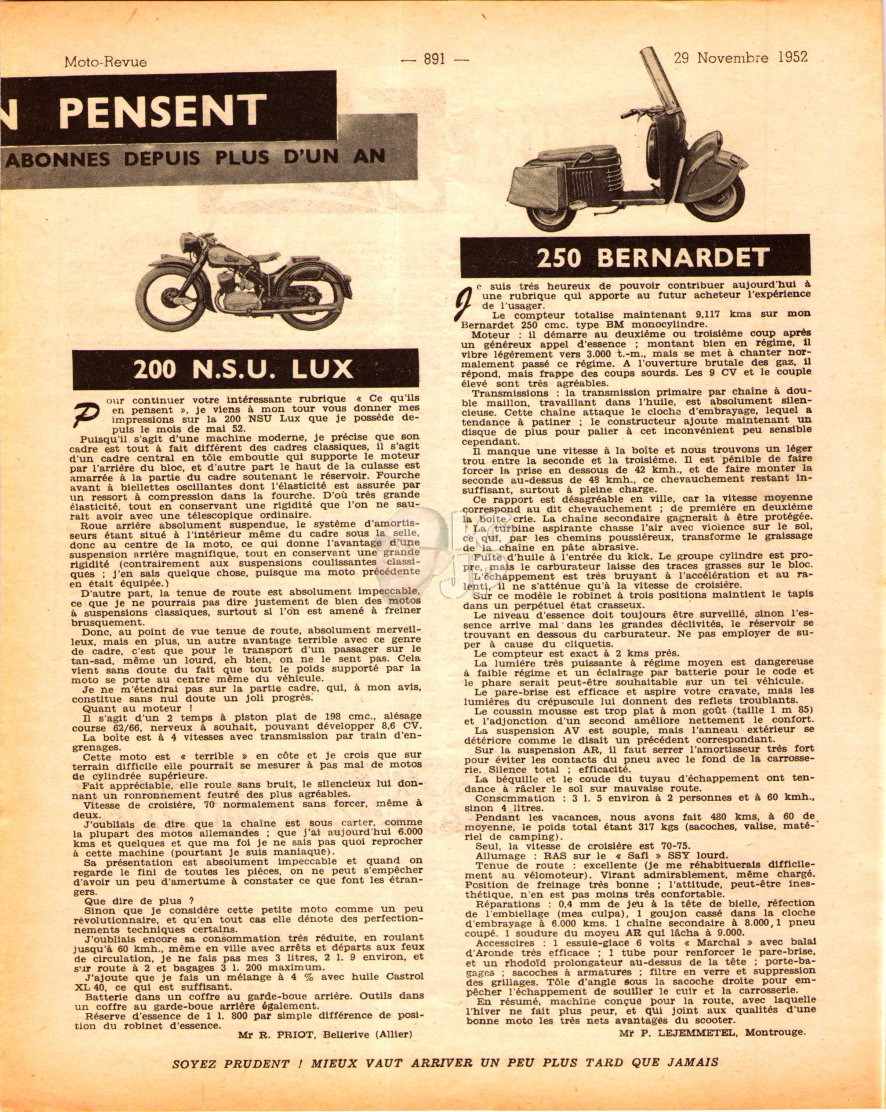 Moto-Revue
— 891 —
29 Novembre 1952
N PENSENT
ABONNES DEPUIS PLUS D'UN AN
200 N.S.U. LUX
Pour continuer votre intéressante rubrique « Ce qu'ils
en pensent », je viens à mon tour vous donner mes
impressions sur la 200 NSU Lux que je possède de-
puis le mois de mai 52.
Puisqu'il s'agit d'une machine moderne, je précise que son
cadre est tout à fait différent des cadres classiques, il s'agit
d'un cadre central en tôle emboutie qui supporte le moteur
par l'arrière du bloc, et d'autre part le haut de la culasse est
amarrée à la partie du cadre soutenant le réservoir. Fourche
avant à biellettes oscillantes dont l'élasticité est assurée par
un ressort à compression dans la fourche. D'où très grande
élasticité, tout en conservant une rigidité que l'on ne sau-
rait avoir avec une télescopique ordinaire.
Roue arrière absolument suspendue, le système d'amortis-
seurs étant situé à l'intérieur même du cadre sous la selle,
donc au centre de la moto, ce qui donne l'avantage d'une
suspension arrière magnifique, tout en conservant une grande
rigidité (contrairement aux suspensions coulissantes classi-
ques ; j'en sais quelque chose, puisque ma moto précédente
en était équipée.)
D'autre part, la tenue de route est absolument impeccable,
ce que je ne pourrais pas dire justement de bien des motos
à suspensions classiques, surtout si l'on est amené à freiner
brusquement.
Donc, au point de vue tenue de route, absolument merveil-
leux, mais en plus, un autre avantage terrible avec ce genre
de cadre, c'est que pour le transport d'un passager sur le
tan-sad, même un lourd, eh bien, on ne le sent pas. Cela
vient sans doute du fait que tout le poids supporté par la
moto se porte au centre même du véhicule.
Je ne m'étendrai pas sur la partie cadre, qui, à mon avis,
constitue sans nul doute un joli progrès.
Quant au moteur !
Il s'agit d'un 2 temps à piston plat de 198 cmc., alésage
course 62/66, nerveux à souhait, pouvant développer 8,6 CV.
La boîte est à 4 vitesses avec transmission par train d'en-
grenages.
Cette moto est « terrible » en côte et je crois que sur
terrain difficile elle pourrait se mesurer à pas mal de motos
de cylindrée supérieure.
Fait appréciable, elle roule sans bruit, le silencieux lui don-
nant un ronronnement feutré des plus agréables.
Vitesse de croisière, 70 normalement sans forcer, même à
deux.
J'oubliais de dire que la chaîne est sous carter, comme
la plupart des motos allemandes ; que j'ai aujourd'hui 6.000
kms et quelques et que ma foi je ne sais pas quoi reprocher
à cette machine (pourtant je suis maniaque).
Sa présentation est absolument impeccable et quand on
regarde le fini de toutes les pièces, on ne peut s'empêcher
d'avoir un peu d'amertume à constater ce que font les étran-
gers.
Que dire de plus ?
Sinon que je considère cette petite moto comme un peu
révolutionnaire, et qu'en tout cas elle dénote des perfection-
nements techniques certains.
J'oubliais encore sa consommation très réduite, en roulant
jusqu'à 60 kmh., même en ville avec arrêts et départs aux feux
de circulation, je ne fais pas mes 3 litres, 2 l. 9 environ, et
sur route à 2 et bagages 3 l. 200 maximum.
J'ajoute que je fais un mélange à 4 % avec huile Castrol
XL 40, ce qui est suffisant.
Batterie dans un coffre au garde-boue arrière. Outils dans
un coffre au garde-boue arrière également.
Réserve d'essence de 1 l. 800 par simple différence de posi-
tion du robinet d'essence.
Mr R. PRIOT, Bellerive (Allier)
250 BERNARDET
Je suis très heureux de pouvoir contribuer aujourd'hui à
une rubrique qui apporte au futur acheteur l'expérience
de l'usager.
Le compteur totalise maintenant 9,117 kms sur mon
Bernardet 250 cmc. type BM monocylindre.
Moteur : il démarre au deuxième ou troisième coup après
un généreux appel d'essence ; montant bien en régime, il
vibre légèrement vers 3.000 t.-m., mais se met à chanter nor-
malement passé ce régime. A l'ouverture brutale des gaz, il
répond, mais frappe des coups sourds. Les 9 CV et le couple
élevé sont très agréables.
Transmissions : la transmission primaire par chaîne à dou-
ble maillon, travaillant dans l'huile, est absolument silen-
cieuse. Cette chaîne attaque le cloche d'embrayage, lequel a
tendance à patiner ; le constructeur ajoute maintenant un
disque de plus pour palier à cet inconvénient peu sensible
cependant.
Il manque une vitesse à la boîte et nous trouvons un léger
trou entre la seconde et la troisième. Il est pénible de faire
forcer la prise en dessous de 42 kmh., et de faire monter la
seconde au-dessus de 48 kmh., ce chevauchement restant in-
suffisant, surtout à pleine charge.
Ce rapport est désagréable en ville, car la vitesse moyenne
correspond au dit chevauchement ; de première en deuxième
la boîte crie. La chaîne secondaire gagnerait à être protégée.
La turbine aspirante chasse l'air avec violence sur le sol,
ce qui, par les chemins poussiéreux, transforme le graissage
de la chaîne en pâte abrasive.
Fuite d'huile à l'entrée du kick. Le groupe cylindre est pro-
pre, mais le carburateur laisse des traces grasses sur le bloc.
L'échappement est très bruyant à l'accélération et au ra-
lenti, il ne s'atténue qu'à la vitesse de croisière.
Sur ce modèle le robinet à trois positions maintient le tapis
dans un perpétuel état crasseux.
Le niveau d'essence doit toujours être surveillé, sinon l'es-
sence arrive mal dans les grandes déclivités, le réservoir se
trouvant en dessous du carburateur. Ne pas employer de su-
per à cause du cliquetis.
Le compteur est exact à 2 kms près.
La lumière très puissante à régime moyen est dangereuse
à faible régime et un éclairage par batterie pour le code et
le phare serait peut-être souhaitable sur un tel véhicule.
Le pare-brise est efficace et aspire votre cravate, mais les
lumières du crépuscule lui donnent des reflets troublants.
Le coussin mousse est trop plat à mon goût (taille 1 m 85)
et l'adjonction d'un second améliore nettement le confort.
La suspension AV est souple, mais l'anneau extérieur se
détériore comme le disait un précédent correspondant.
Sur la suspension AR, il faut serrer l'amortisseur très fort
pour éviter les contacts du pneu avec le fond de la carrosse-
rie. Silence total ; efficacité.
La béquille et le coude du tuyau d'échappement ont ten-
dance à râcler le sol sur mauvaise route.
Consommation : 3 l. 5 environ à 2 personnes et à 60 kmh.,
sinon 4 litres.
Pendant les vacances, nous avons fait 480 kms, à 60 de
moyenne, le poids total étant 317 kgs (sacoches, valise, maté-
riel de camping).
Seul, la vitesse de croisière est 70-75.
Allumage : RAS sur le « Safi » SSY lourd.
Tenue de route : excellente (je me réhabituerais difficile-
ment au vélomoteur). Virant admirablement, même chargé.
Position de freinage très bonne ; l'attitude, peut-être ines-
thétique, n'en est pas moins très confortable.
Réparations : 0,4 mm de jeu à la tête de bielle, réfection
de l'embiellage (mea culpa), 1 goujon cassé dans la cloche
d'embrayage à 6.000 kms. 1 chaîne secondaire à 8.000, 1 pneu
coupé. 1 soudure du moyeu AR qui lâcha à 9.000.
Accessoires : 1 essuie-glace 6 volts « Marchal » avec balai
d'Aronde très efficace ; 1 tube pour renforcer le pare-brise,
et un rhodoïd prolongateur au-dessus de la tête ; porte-ba-
gages ; sacoches à armatures ; filtre en verre et suppression
des grillages. Tôle d'angle sous la sacoche droite pour em-
pêcher l'échappement de souiller le cuir et la carrosserie.
En résumé, machine conçue pour la route, avec laquelle
l'hiver ne fait plus peur, et qui joint aux qualités d'une
bonne moto les très nets avantages du scooter.
Mr P. LEJEMMETEL, Montrouge.
SOYEZ PRUDENT ! MIEUX VAUT ARRIVER UN PEU PLUS TARD QUE JAMAIS